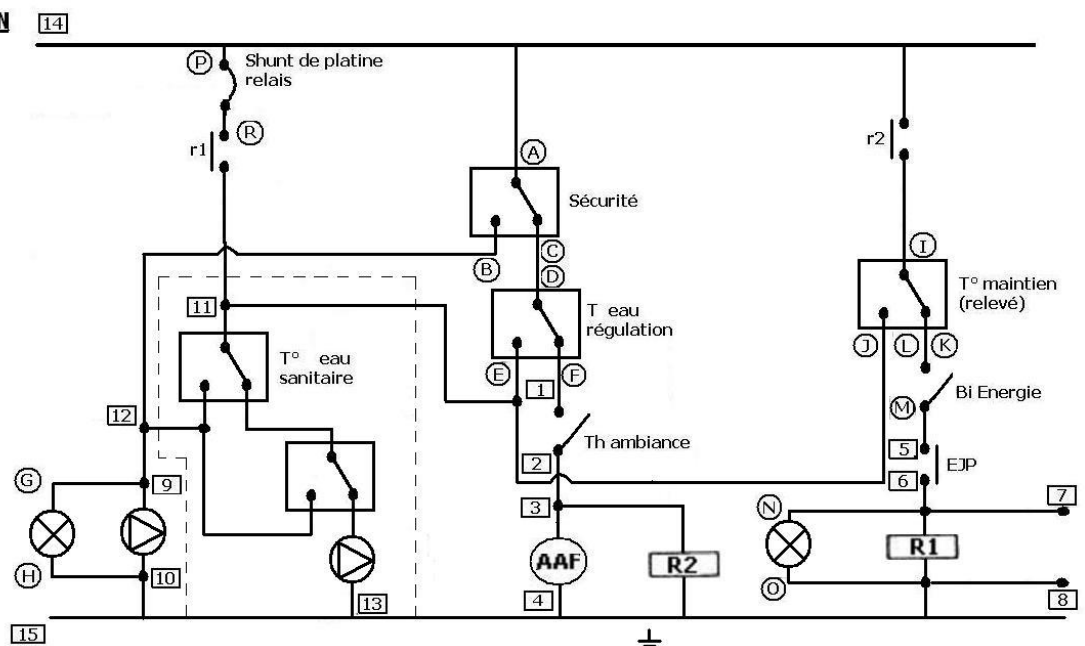 N
14
P
Shunt de platine
relais
R
r1
A
Sécurité
r2
B
C
D
I
T° maintien
(relevé)
11
T eau
régulation
T° eau
sanitaire
J
L
K
E
F
1
12
Bi Energie
M
Th ambiance
2
5
EJP
6
G
9
3
N
7
AAF
R2
R1
H
10
O
13
4
8
15